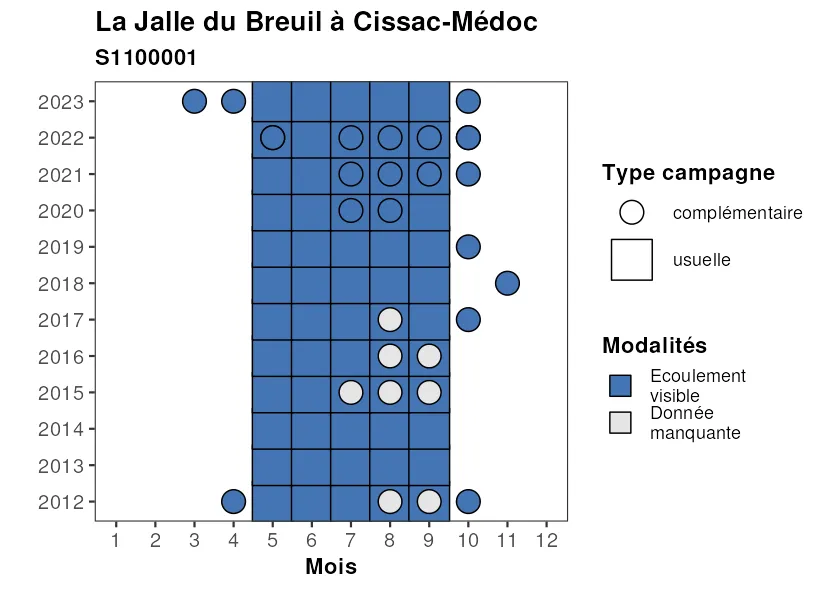 La Jalle du Breuil à Cissac-Médoc
S1100001
2023
2022
2021
2020
2019
2018
2017
2016
2015
2014
2013
2012
1 2 3 4 5 6 7 8 9 10 11 12
Mois
Type campagne
complémentaire
usuelle
Modalités
Ecoulement
visible
Donnée
manquante